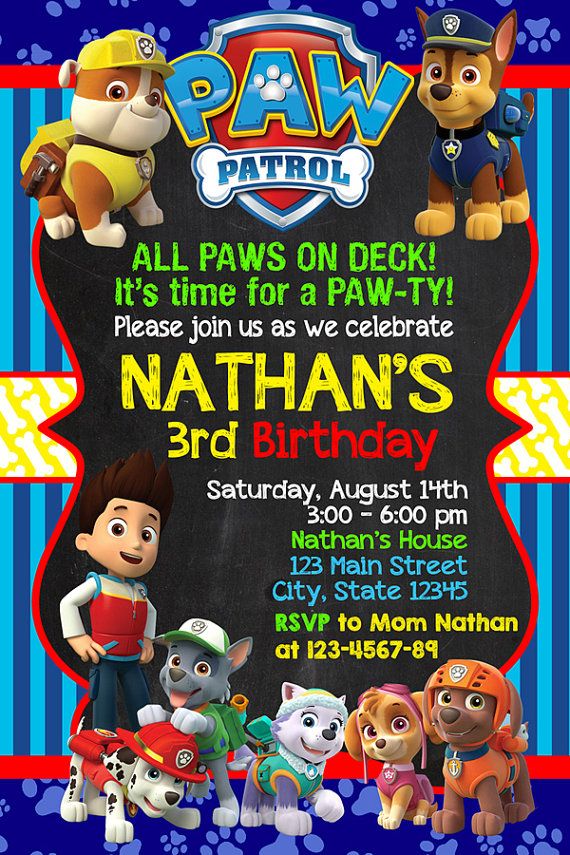 PAW
PATROL
ALL PAWS ON DECK!
It's time for a PAW-TY!
Please join us as we celebrate
NATHAN'S
3rd Birthday
Saturday, August 14th
3:00 - 6:00 pm
Nathan's House
123 Main Street
City, State 12345
RSVP to Mom Nathan
at 123-4567-89